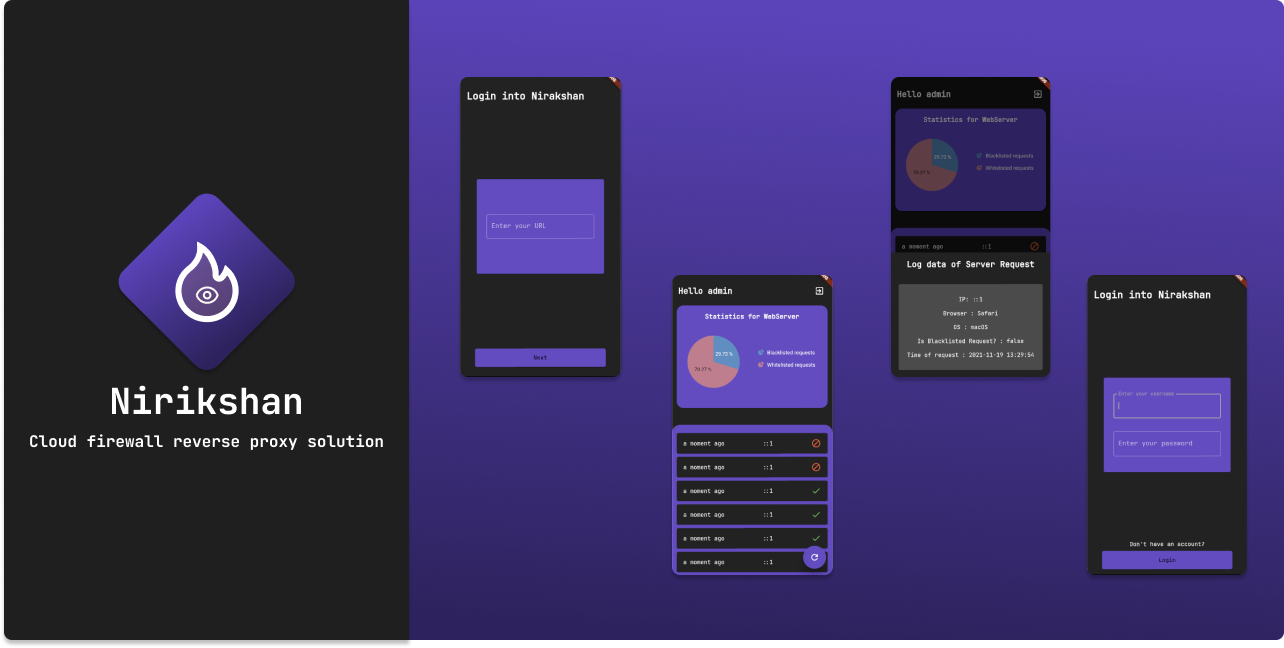 Nirikshan
Cloud firewall reverse proxy solution
Login into Nirakshan
Enter your URL
Next
Hello admin
Statistics for WebServer
29.73 %
70.27 %
Blacklisted requests
Whitelisted requests
a moment ago ::1
a moment ago ::1
a moment ago ::1
a moment ago ::1
a moment ago ::1
a moment ago ::1
Hello admin
Statistics for WebServer
29.73 %
70.27 %
Blacklisted requests
Whitelisted requests
a moment ago ::1
Log data of Server Request
IP: ::1
Browser : Safari
OS : macOS
Is Blacklisted Request? : false
Time of request : 2021-11-19 13:29:54
Login into Nirakshan
Enter your username
Enter your password
Don't have an account?
Login